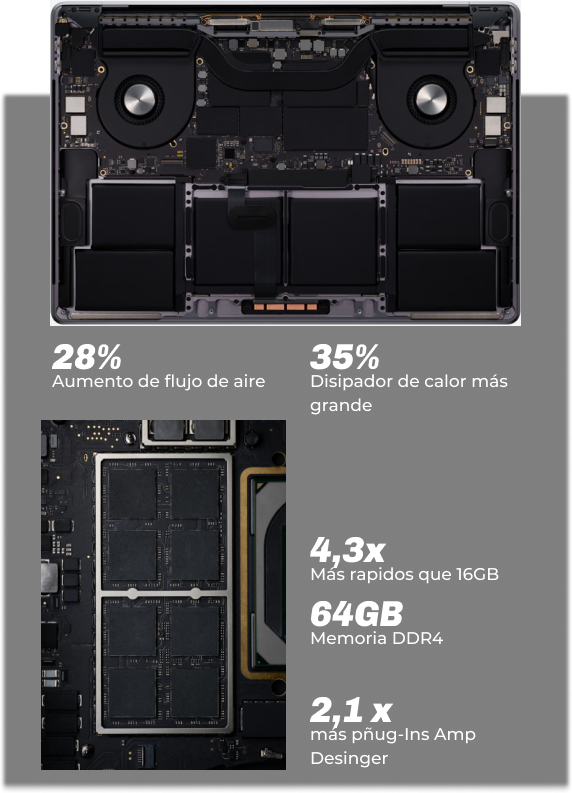 28%
Aumento de flujo de aire
35%
Disipador de calor más
grande
4,3x
Más rapidos que 16GB
64GB
Memoria DDR4
2,1 x
más pñug-Ins Amp
Desinger